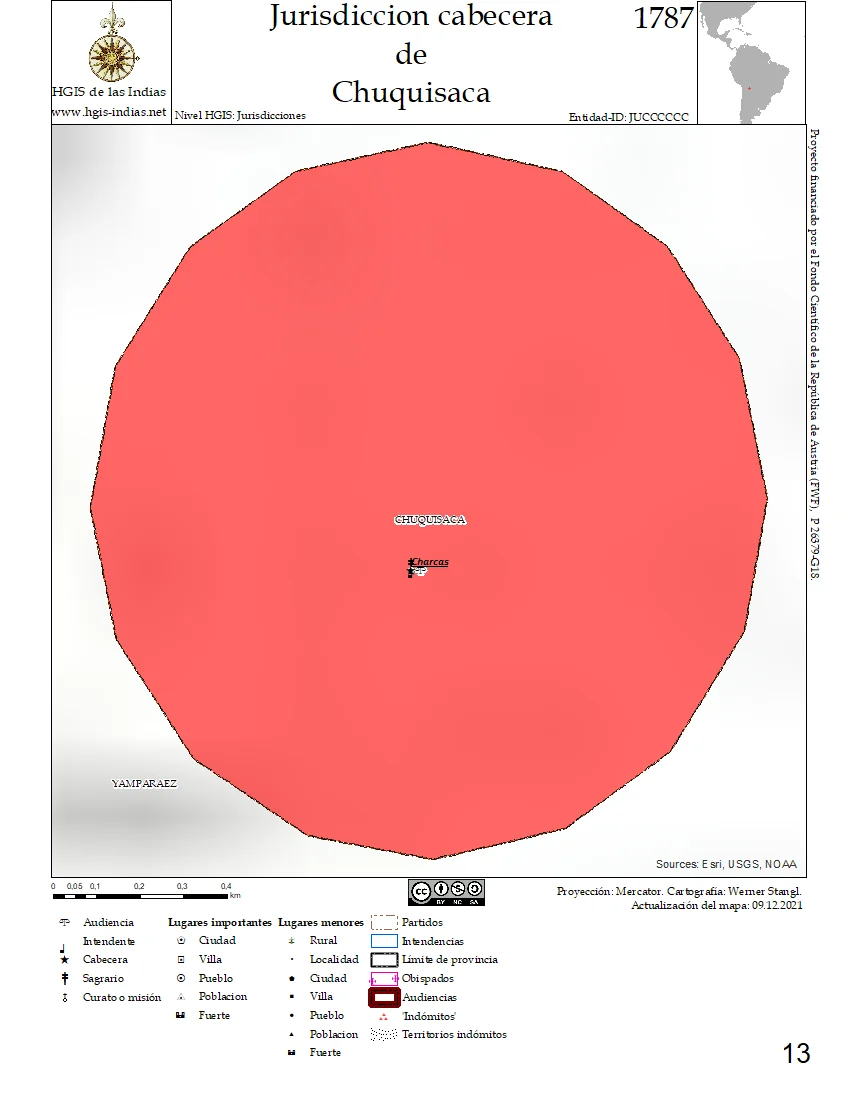 Jurisdiccion cabecera
de
Chuquisaca
1787
HGIS de las Indias
www.hgis-indias.net
Nivel HGIS: Jurisdicciones
Entidad-ID: JUCCCCCC
Proyecto financiado por el Fondo Científico de la República de Austria (FWF), P 26379-G18.
CHUQUISACA
Charcas
YAMPARAEZ
Sources: Esri, USGS, NOAA
0 0,05 0,1 0,2 0,3 0,4
km
CC BY NC SA
Proyección: Mercator. Cartografía: Werner Stangl.
Actualización del mapa: 09.12.2021
Audiencia
Intendente
Cabecera
Sagrario
Curato o misión
Lugares importantes
Ciudad
Villa
Pueblo
Poblacion
Fuerte
Lugares menores
Rural
Localidad
Ciudad
Villa
Pueblo
Poblacion
Fuerte
Partidos
Intendencias
Límite de provincia
Obispados
Audiencias
'Indómitos'
Territorios indómitos
13